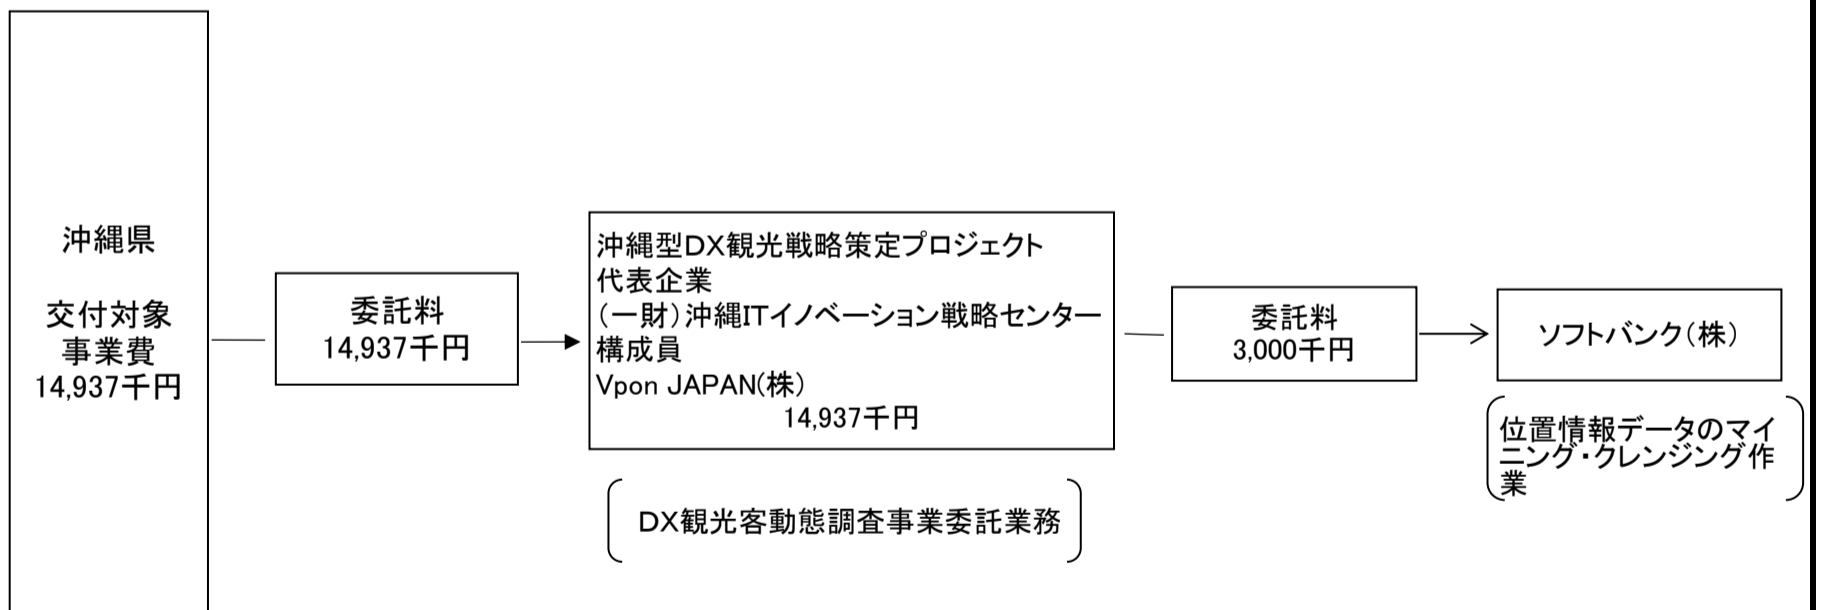 沖縄県
交付対象
事業費
14,937千円
委託料
14,937千円
沖縄型DX観光戦略策定プロジェクト
代表企業
(一財)沖縄ITイノベーション戦略センター
構成員
Vpon JAPAN(株)
14,937千円
DX観光客動態調査事業委託業務
委託料
3,000千円
ソフトバンク(株)
位置情報データのマイ
ニング・クレンジング作
業